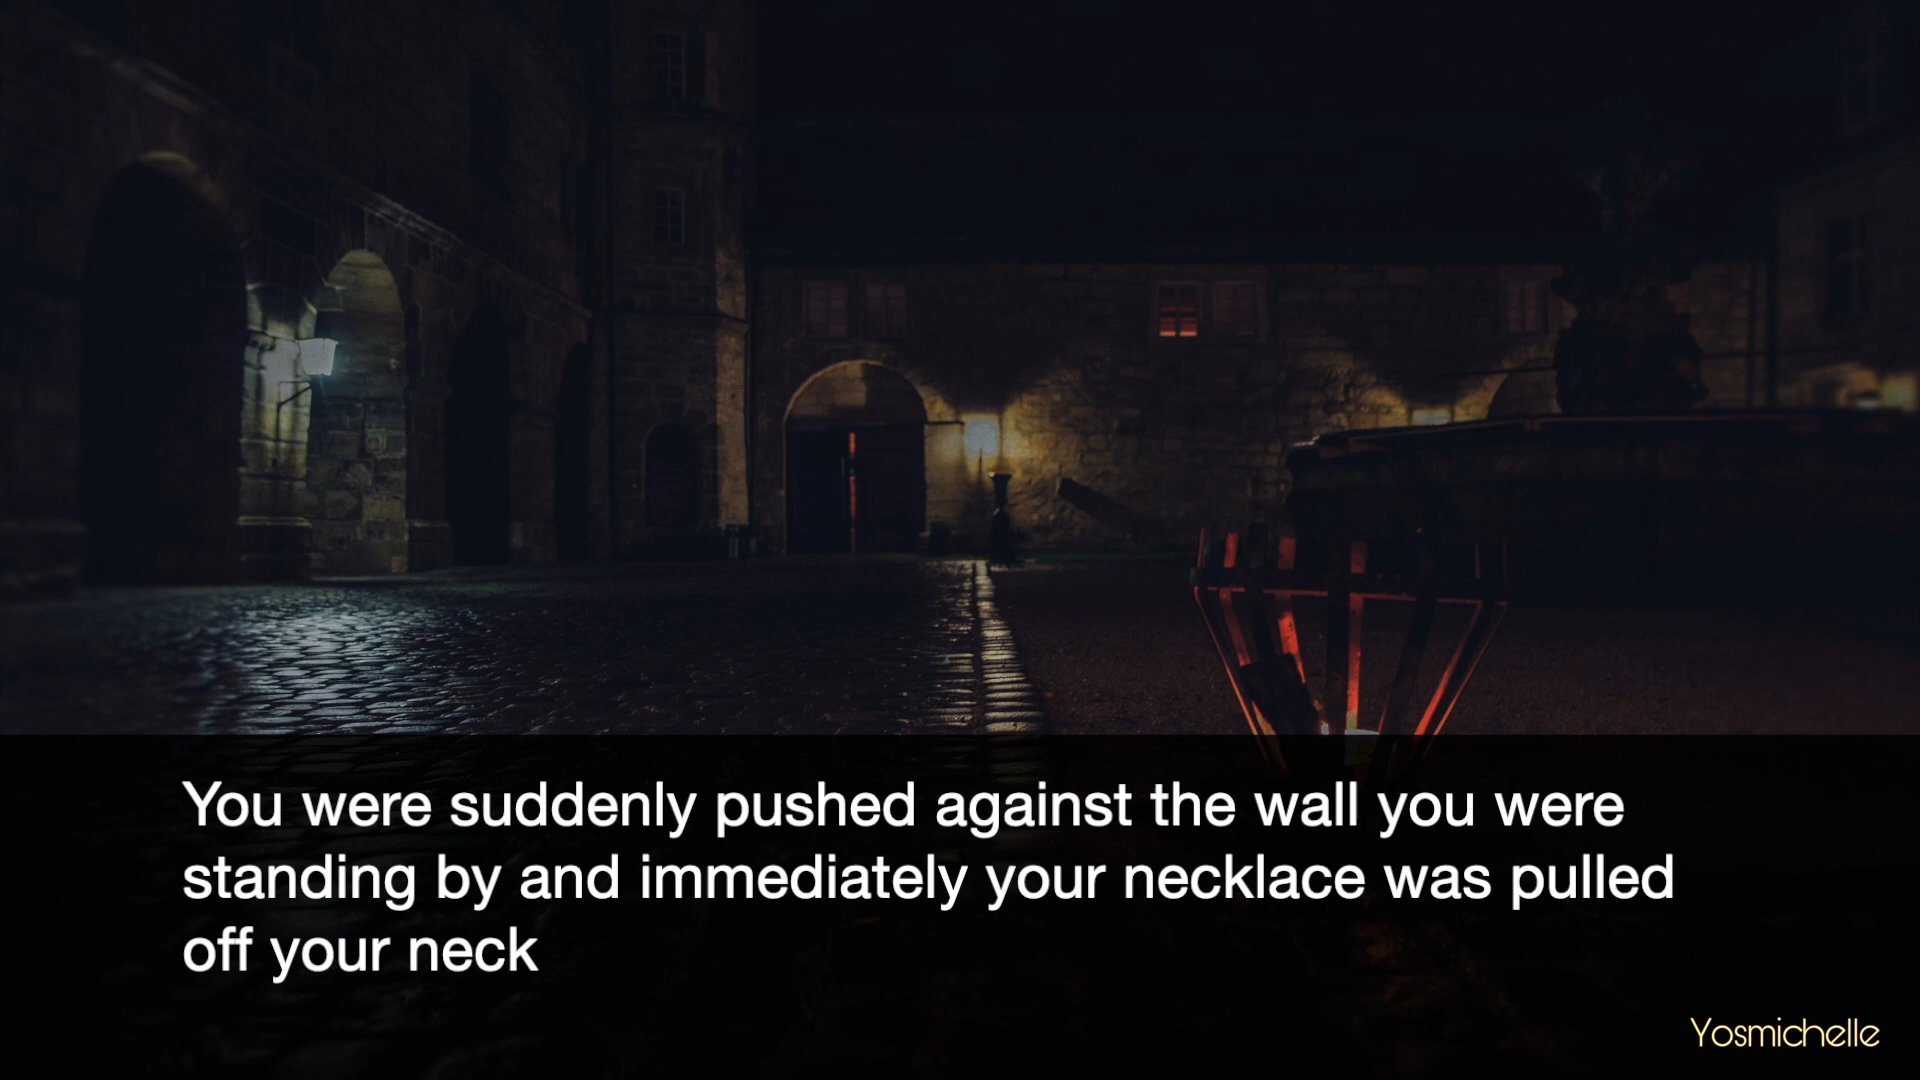 You were suddenly pushed against the wall you were
standing by and immediately your necklace was pulled
off your neck
Yosmichelle